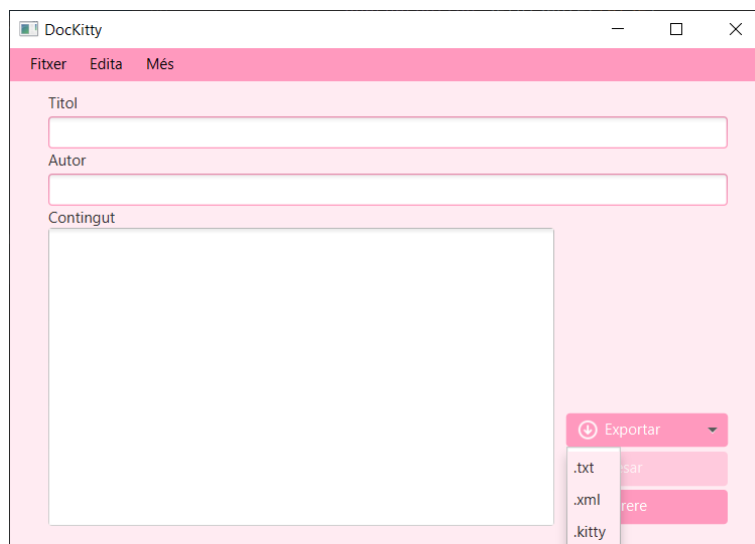 DocKitty
Fitxer Edita Més
Titol
Autor
Contingut
Exportar
.txt
.xml
.kitty